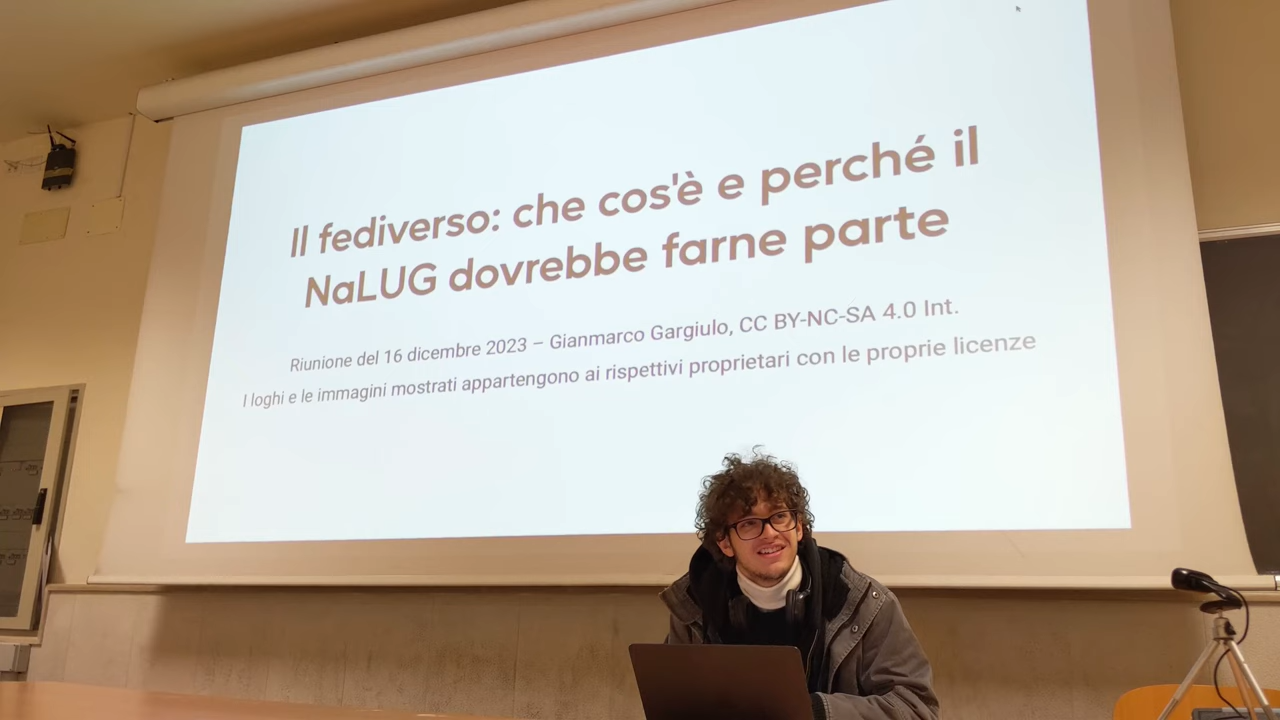 Il fediverso: che cos'è e perché il
NaLUG dovrebbe farne parte
Riunione del 16 dicembre 2023 – Gianmarco Gargiulo, CC BY-NC-SA 4.0 Int.
I loghi e le immagini mostrati appartengono ai rispettivi proprietari con le proprie licenze